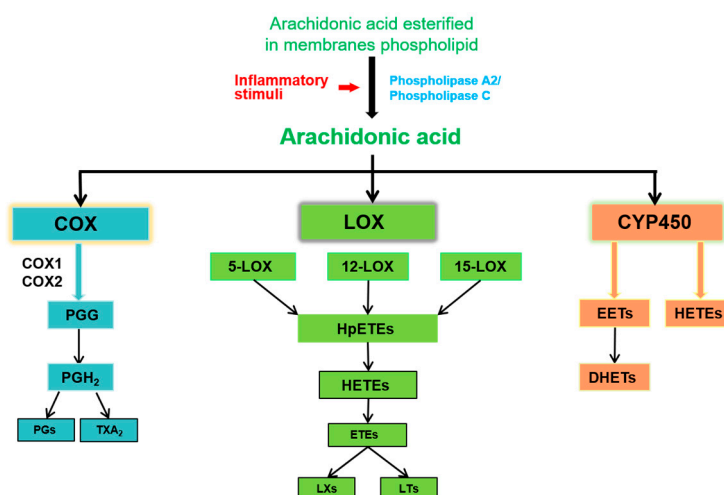 Arachidonic acid esterified
in membranes phospholipid
Inflammatory
stimuli
Phospholipase A2/
Phospholipase C
Arachidonic acid
COX
LOX
CYP450
COX1
COX2
5-LOX
12-LOX
15-LOX
PGG
HpETEs
EETs
HETEs
PGH₂
HETEs
DHETs
PGs
TXA₂
ETEs
LXs
LTs